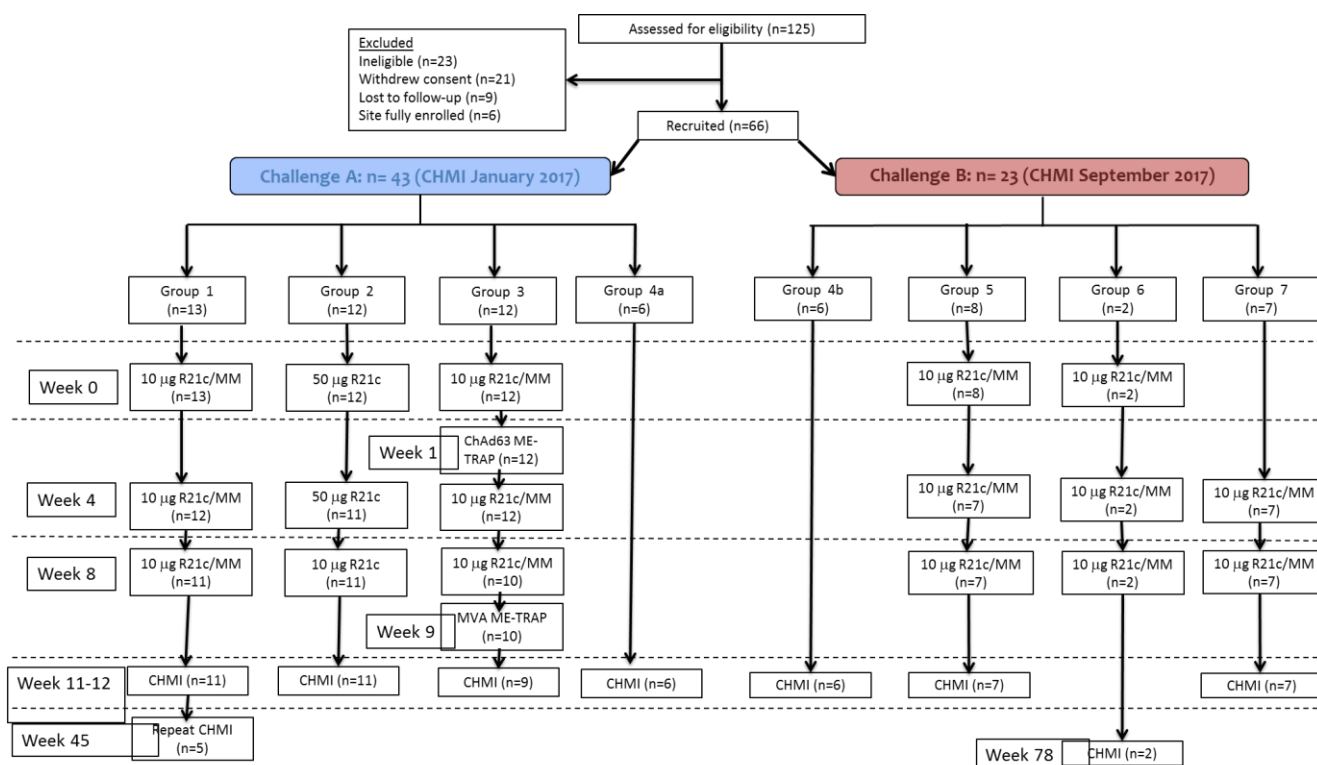 Assessed for eligibility (n=125)
Excluded
Ineligible (n=23)
Withdrew consent (n=21)
Lost to follow-up (n=9)
Site fully enrolled (n=6)
Recruited (n=66)
Challenge A: n= 43 (CHMI January 2017)
Challenge B: n= 23 (CHMI September 2017)
Group 1
(n=13)
Group 2
(n=12)
Group 3
(n=12)
Group 4a
(n=6)
Group 4b
(n=6)
Group 5
(n=8)
Group 6
(n=2)
Group 7
(n=7)
Week 0
10 μg R21c/MM
(n=13)
50 μg R21c
(n=12)
10 μg R21c/MM
(n=12)
10 μg R21c/MM
(n=8)
10 μg R21c/MM
(n=2)
Week 1
ChAd63 ME-
TRAP (n=12)
Week 4
10 μg R21c/MM
(n=12)
50 μg R21c
(n=11)
10 μg R21c/MM
(n=12)
10 μg R21c/MM
(n=7)
10 μg R21c/MM
(n=2)
10 μg R21c/MM
(n=7)
Week 8
10 μg R21c/MM
(n=11)
10 μg R21c
(n=11)
10 μg R21c/MM
(n=10)
10 μg R21c/MM
(n=7)
10 μg R21c/MM
(n=2)
10 μg R21c/MM
(n=7)
Week 9
MVA ME-TRAP
(n=10)
Week 11-12
CHMI (n=11)
CHMI (n=11)
CHMI (n=9)
CHMI (n=6)
CHMI (n=6)
CHMI (n=7)
CHMI (n=7)
Week 45
Repeat CHMI
(n=5)
Week 78
CHMI (n=2)